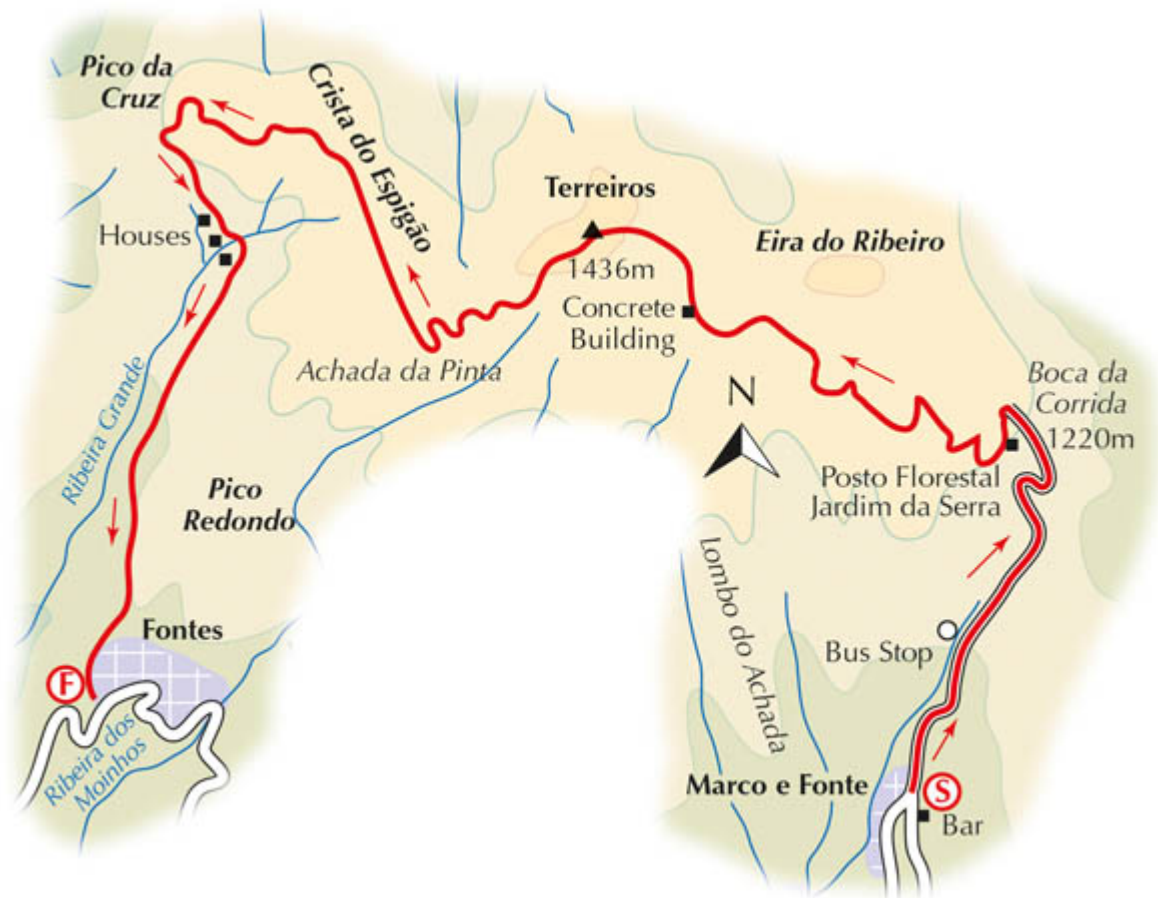 Pico da
Cruz
Crista do Espigão
Terreiros
1436m
Eira do Ribeiro
Houses
Concrete
Building
Achada da Pinta
N
Boca da
Corrida
1220m
Ribeira Grande
Pico
Redondo
Posto Florestal
Jardim da Serra
Lombo do Achada
Bus Stop
Fontes
F
Ribeira dos
Moinhos
Marco e Fonte
S
Bar